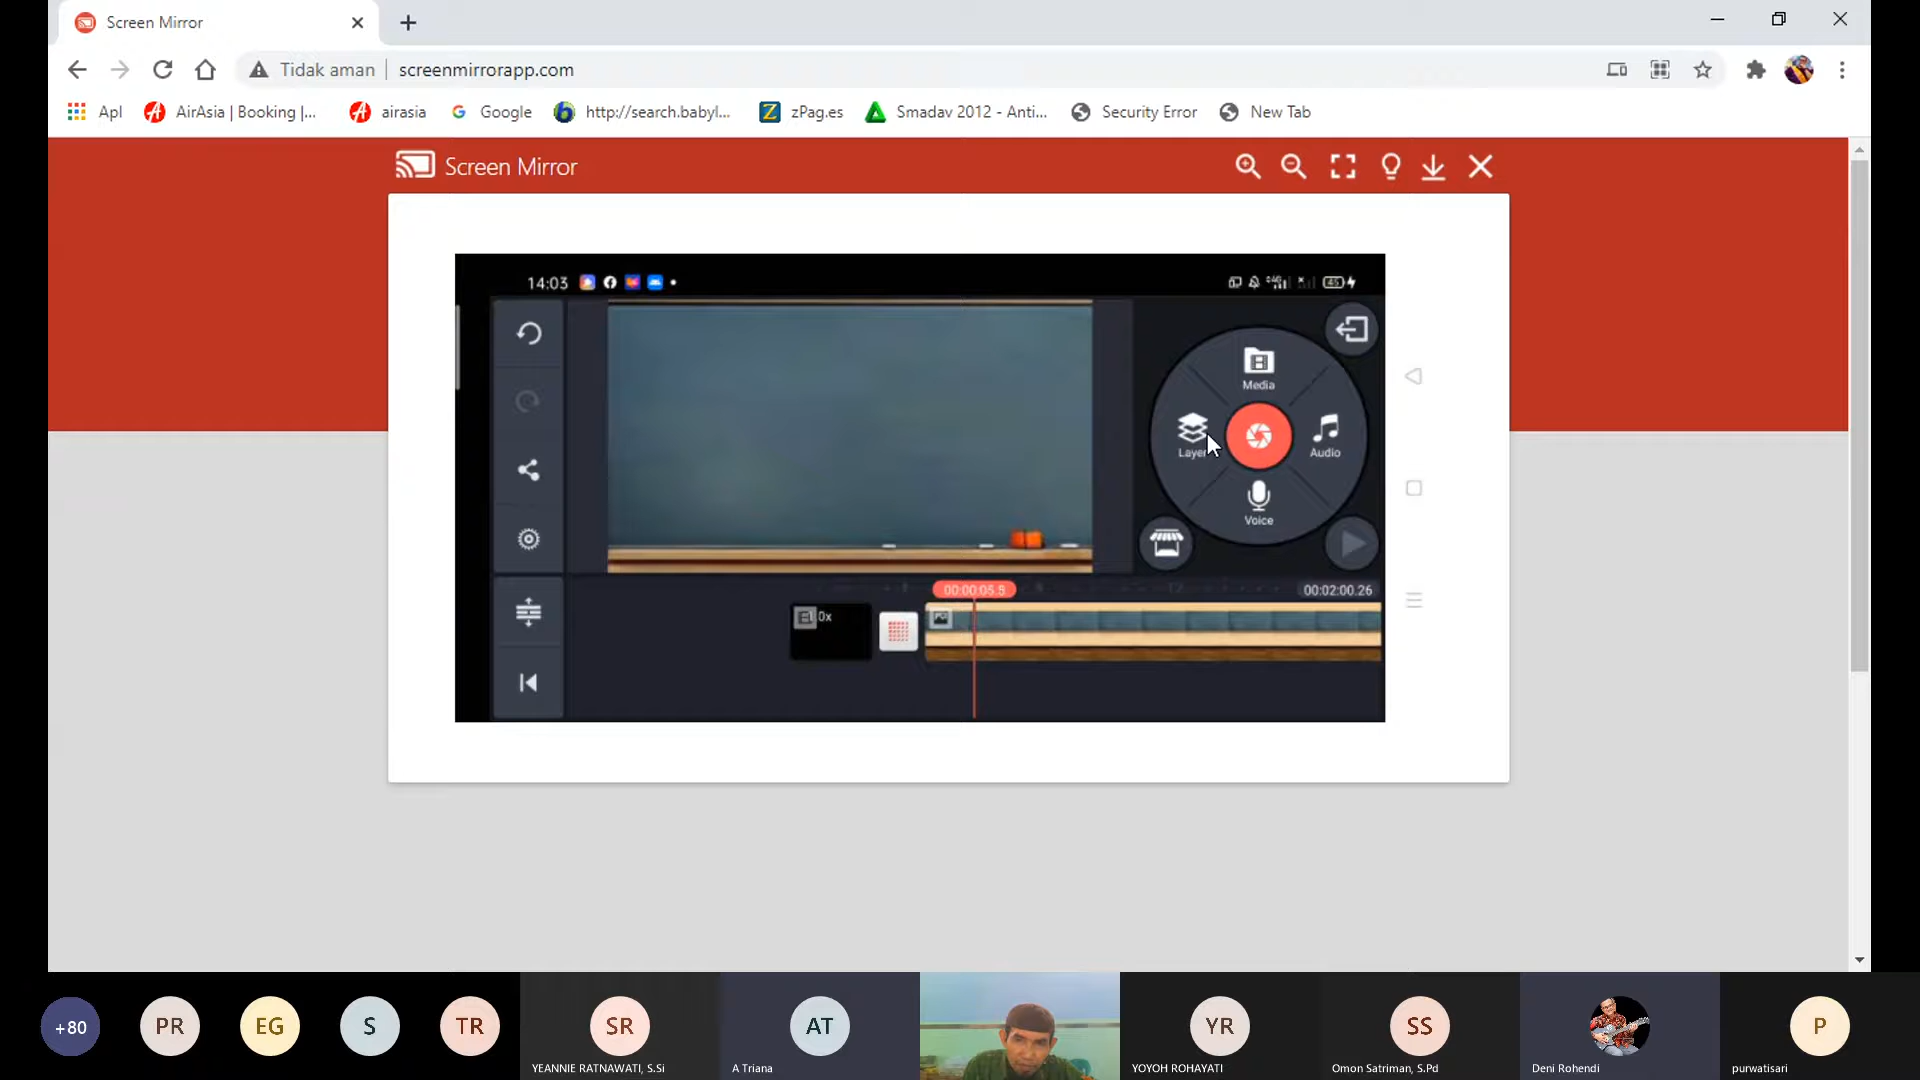 Screen Mirror
Tidak aman
screenmirrorapp.com
Apl
AirAsia | Booking |...
airasia
Google
http://search.babyl...
zPag.es
Smadav 2012 - Anti...
Security Error
New Tab
Screen Mirror
14:03
45
Media
Layer
Audio
Voice
00:00:05.8
00:02:00.26
0x
+80
PR
EG
S
TR
SR
AT
YR
SS
P
YEANNIE RATNAWATI, S.Si
A Triana
YOYOH ROHAYATI
Omon Satriman, S.Pd
Deni Rohendi
purwatisari